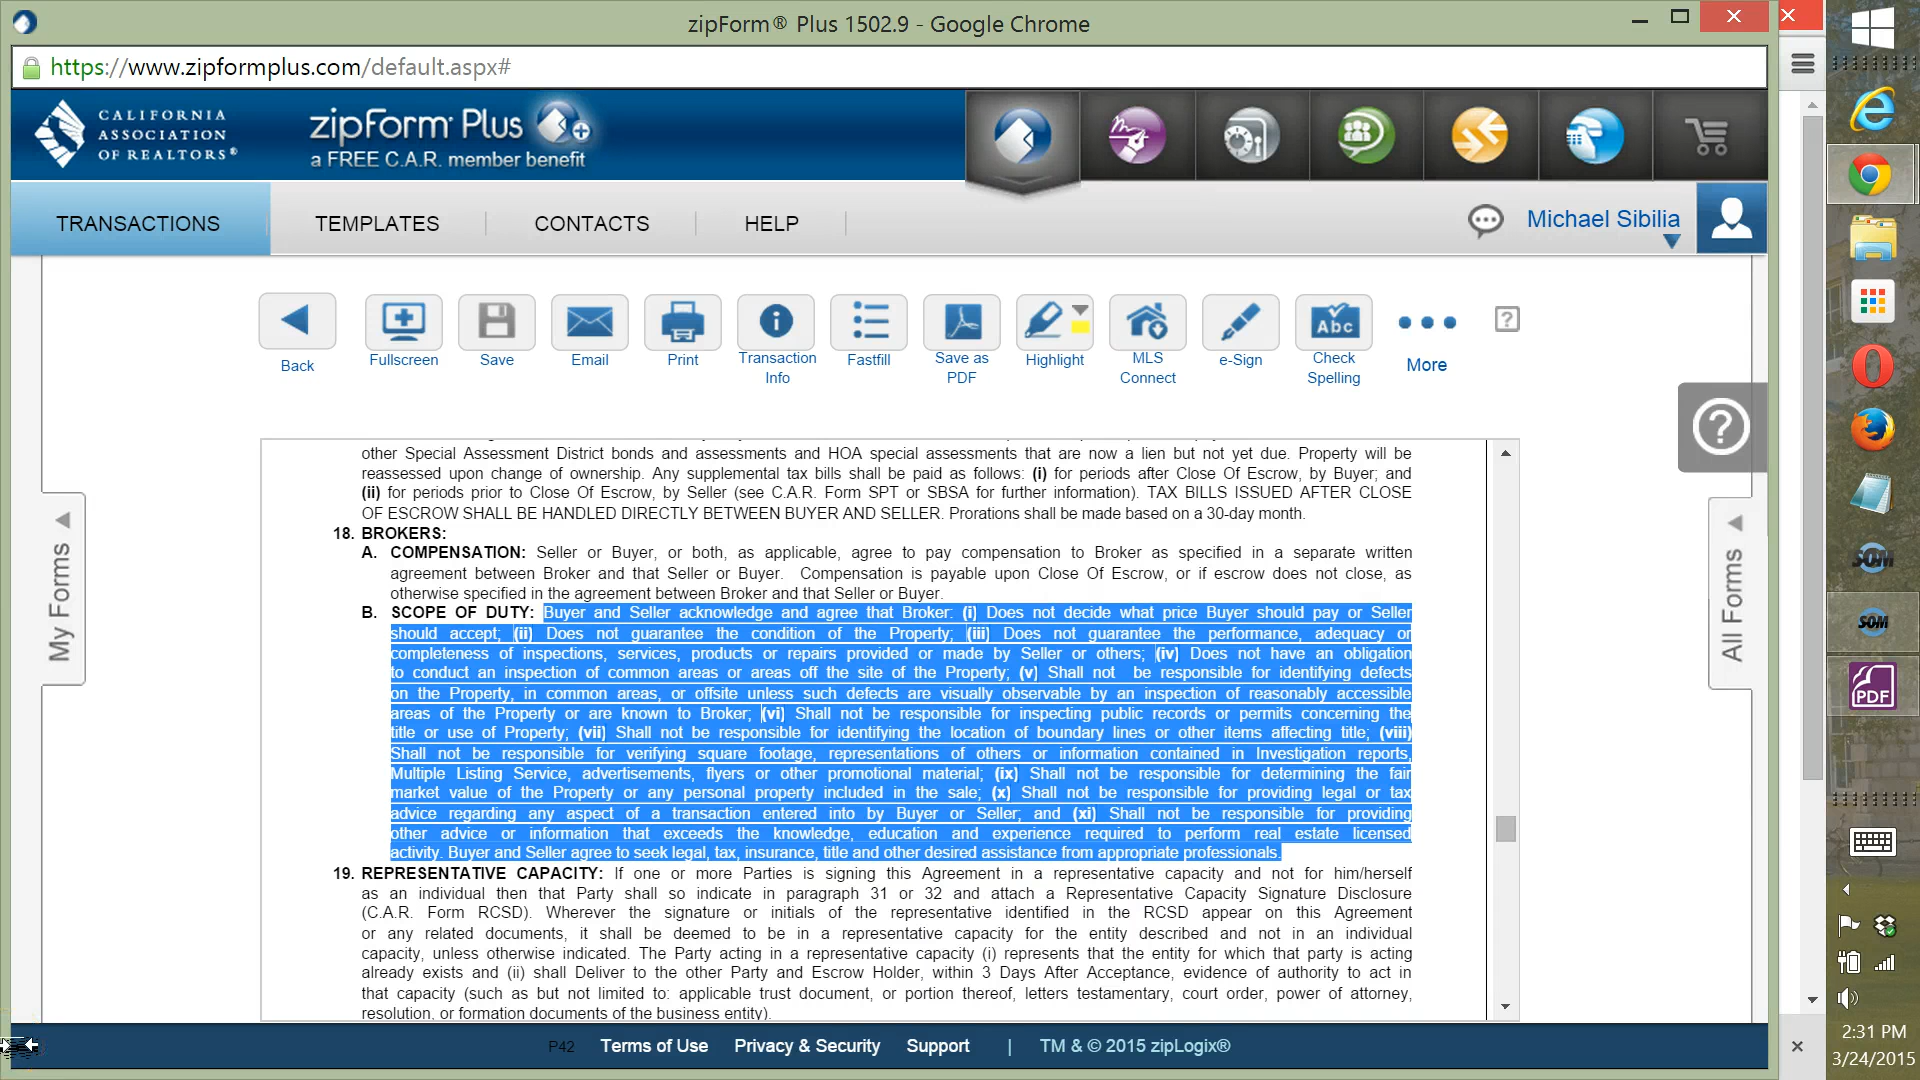 zipForm® Plus 1502.9 - Google Chrome
https://www.zipformplus.com/default.aspx#
CALIFORNIA
ASSOCIATION
OF REALTORS®
zipForm® Plus
a FREE C.A.R. member benefit
TRANSACTIONS
TEMPLATES
CONTACTS
HELP
Michael Sibilia
Back
Fullscreen
Save
Email
Print
Transaction
Info
Fastfill
Save as
PDF
Highlight
MLS
Connect
e-Sign
Abc
Check
Spelling
More
?
?
My Forms
All Forms
other Special Assessment District bonds and assessments and HOA special assessments that are now a lien but not yet due. Property will be
reassessed upon change of ownership. Any supplemental tax bills shall be paid as follows: (i) for periods after Close Of Escrow, by Buyer; and
(ii) for periods prior to Close Of Escrow, by Seller (see C.A.R. Form SPT or SBSA for further information). TAX BILLS ISSUED AFTER CLOSE
OF ESCROW SHALL BE HANDLED DIRECTLY BETWEEN BUYER AND SELLER. Prorations shall be made based on a 30-day month.
18. BROKERS:
A. COMPENSATION: Seller or Buyer, or both, as applicable, agree to pay compensation to Broker as specified in a separate written
agreement between Broker and that Seller or Buyer. Compensation is payable upon Close Of Escrow, or if escrow does not close, as
otherwise specified in the agreement between Broker and that Seller or Buyer.
B. SCOPE OF DUTY: Buyer and Seller acknowledge and agree that Broker: (i) Does not decide what price Buyer should pay or Seller
should accept; (ii) Does not guarantee the condition of the Property; (iii) Does not guarantee the performance, adequacy or
completeness of inspections, services, products or repairs provided or made by Seller or others; (iv) Does not have an obligation
to conduct an inspection of common areas or areas off the site of the Property; (v) Shall not be responsible for identifying defects
on the Property, in common areas, or offsite unless such defects are visually observable by an inspection of reasonably accessible
areas of the Property or are known to Broker; (vi) Shall not be responsible for inspecting public records or permits concerning the
title or use of Property; (vii) Shall not be responsible for identifying the location of boundary lines or other items affecting title; (viii)
Shall not be responsible for verifying square footage, representations of others or information contained in Investigation reports,
Multiple Listing Service, advertisements, flyers or other promotional material; (ix) Shall not be responsible for determining the fair
market value of the Property or any personal property included in the sale; (x) Shall not be responsible for providing legal or tax
advice regarding any aspect of a transaction entered into by Buyer or Seller; and (xi) Shall not be responsible for providing
other advice or information that exceeds the knowledge, education and experience required to perform real estate licensed
activity. Buyer and Seller agree to seek legal, tax, insurance, title and other desired assistance from appropriate professionals.
19. REPRESENTATIVE CAPACITY: If one or more Parties is signing this Agreement in a representative capacity and not for him/herself
as an individual then that Party shall so indicate in paragraph 31 or 32 and attach a Representative Capacity Signature Disclosure
(C.A.R. Form RCSD). Wherever the signature or initials of the representative identified in the RCSD appear on this Agreement
or any related documents, it shall be deemed to be in a representative capacity for the entity described and not in an individual
capacity, unless otherwise indicated. The Party acting in a representative capacity (i) represents that the entity for which that party is acting
already exists and (ii) shall Deliver to the other Party and Escrow Holder, within 3 Days After Acceptance, evidence of authority to act in
that capacity (such as but not limited to: applicable trust document, or portion thereof, letters testamentary, court order, power of attorney,
resolution, or formation documents of the business entity).
P42
Terms of Use
Privacy & Security
Support
|
TM & © 2015 zipLogix®
SOM
SOM
PDF
2:31 PM
3/24/2015